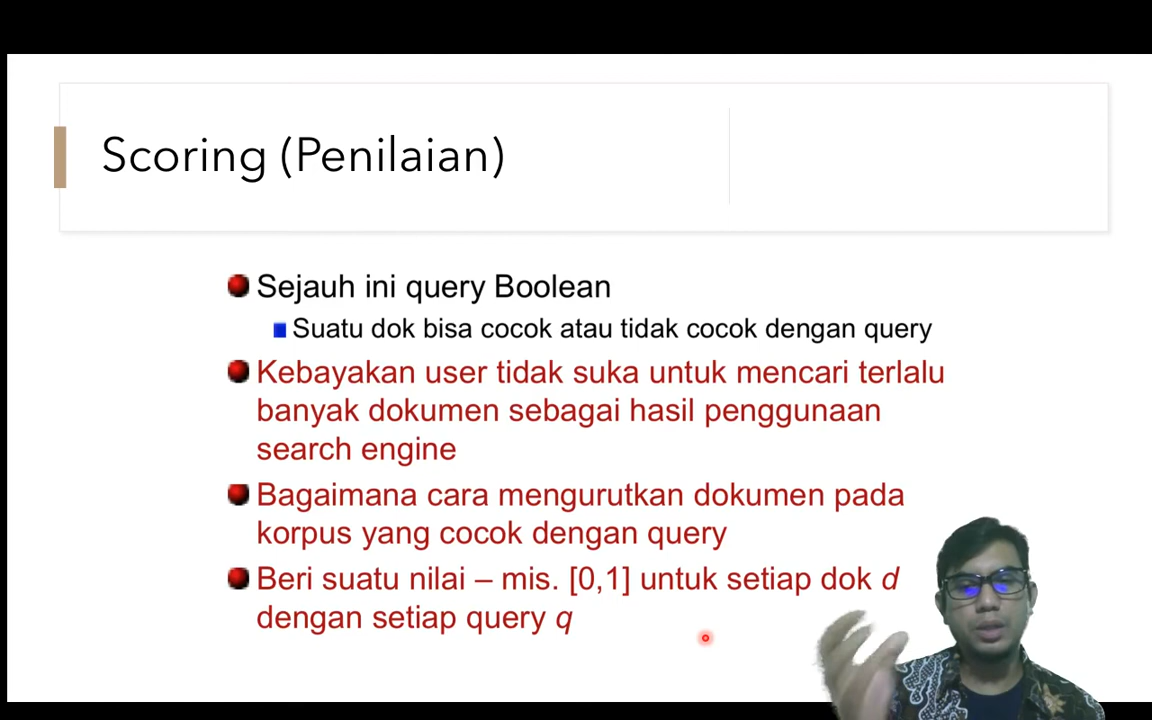 Scoring (Penilaian)
Sejauh ini query Boolean
Suatu dok bisa cocok atau tidak cocok dengan query
Kebayakan user tidak suka untuk mencari terlalu
banyak dokumen sebagai hasil penggunaan
search engine
Bagaimana cara mengurutkan dokumen pada
korpus yang cocok dengan query
Beri suatu nilai – mis. [0,1] untuk setiap dok d
dengan setiap query q